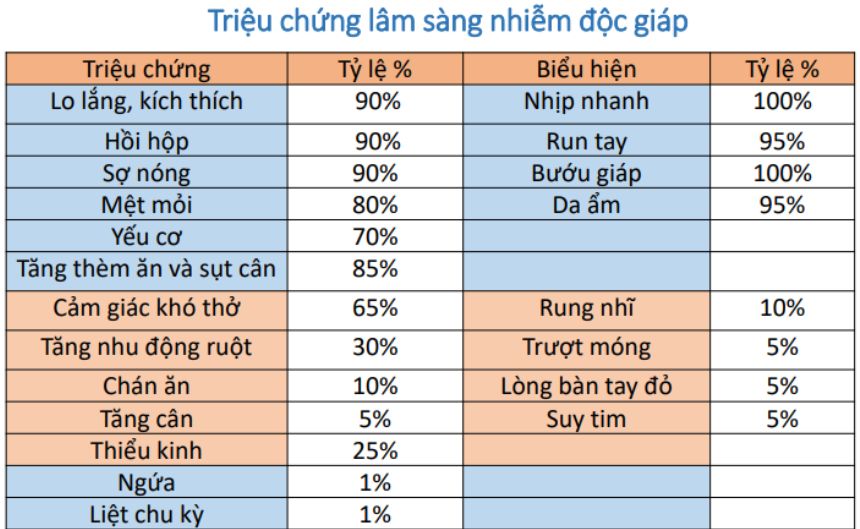 Triệu chứng lâm sàng nhiễm độc giáp
Triệu chứng Tỷ lệ % Biểu hiện Tỷ lệ %
Lo lắng, kích thích 90% Nhịp nhanh 100%
Hồi hộp 90% Run tay 95%
Sợ nóng 90% Bướu giáp 100%
Mệt mỏi 80% Da ẩm 95%
Yếu cơ 70%
Tăng thèm ăn và sụt cân 85%
Cảm giác khó thở 65% Rung nhĩ 10%
Tăng nhu động ruột 30% Trượt móng 5%
Chán ăn 10% Lòng bàn tay đỏ 5%
Tăng cân 5% Suy tim 5%
Thiểu kinh 25%
Ngứa 1%
Liệt chu kỳ 1%